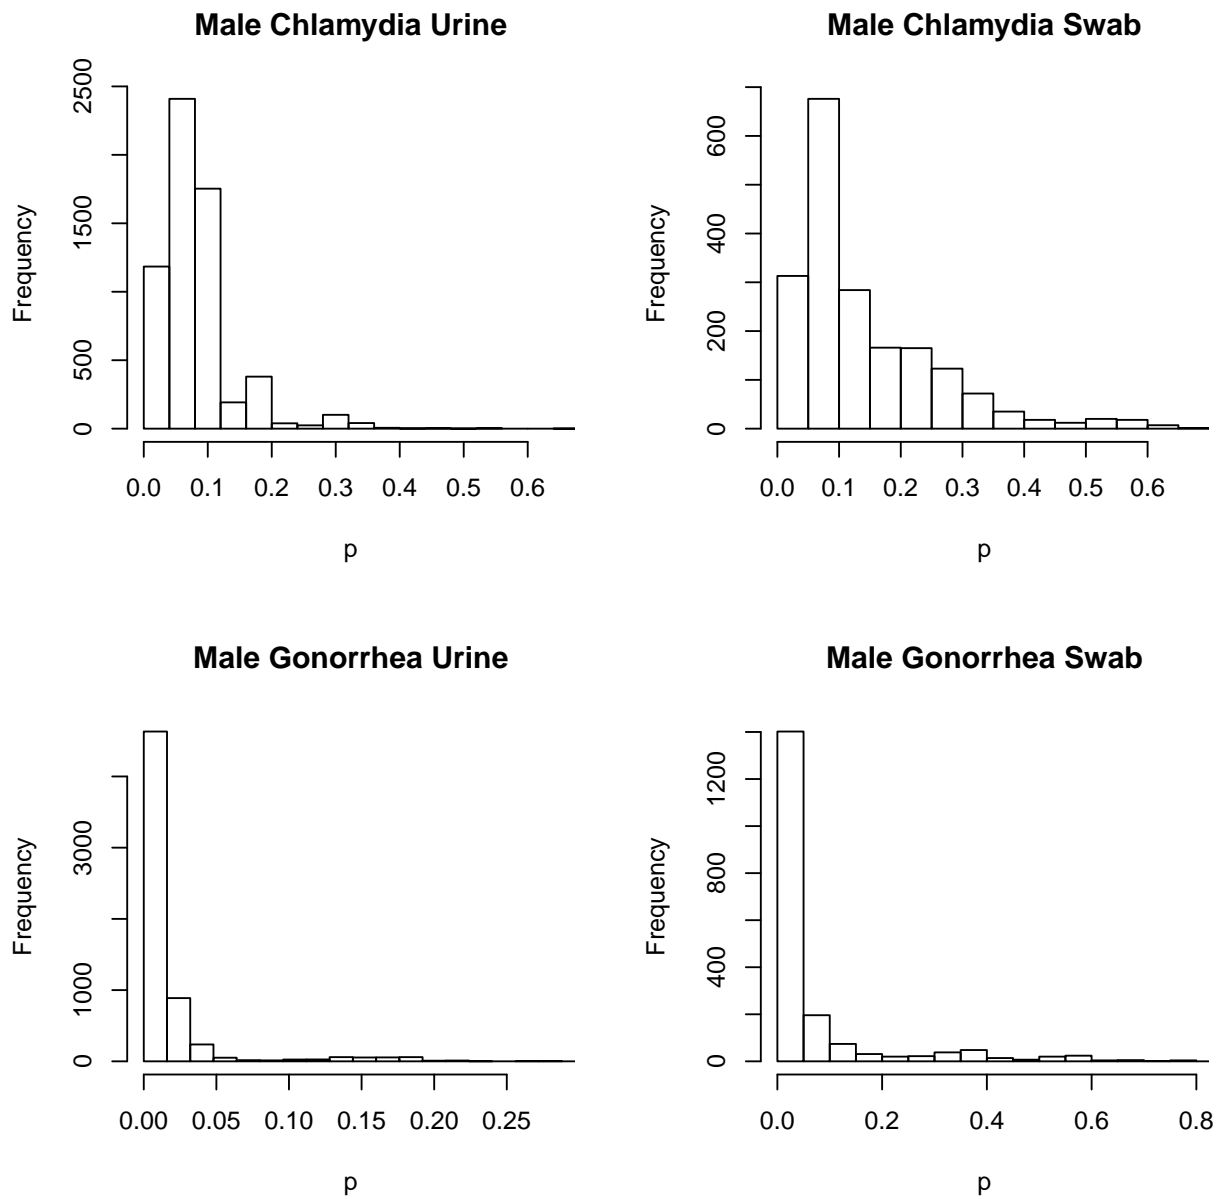 Male Chlamydia Urine
Frequency
0 500 1500 2500
0.0 0.1 0.2 0.3 0.4 0.5 0.6
p
Male Chlamydia Swab
Frequency
0 200 400 600
0.0 0.1 0.2 0.3 0.4 0.5 0.6
p
Male Gonorrhea Urine
Frequency
0 1000 3000
0.00 0.05 0.10 0.15 0.20 0.25
p
Male Gonorrhea Swab
Frequency
0 400 800 1200
0.0 0.2 0.4 0.6 0.8
p